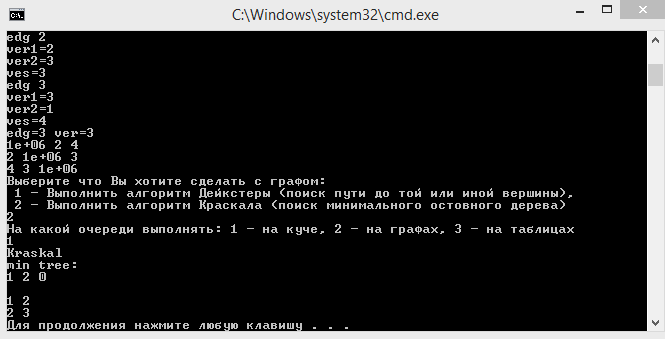 C:\Windows\system32\cmd.exe
edg 2
ver1=2
ver2=3
ves=3
edg 3
ver1=3
ver2=1
ves=4
edg=3 ver=3
1e+06 2 4
2 1e+06 3
4 3 1e+06
Выберите что Вы хотите сделать с графом:
1 - Выполнить алгоритм Дейкстеры (поиск пути до той или иной вершины),
2 - Выполнить алгоритм Краскала (поиск минимального остовного дерева)
2
На какой очереди выполнять: 1 - на куче, 2 - на графах, 3 - на таблицах
1
Kraskal
min tree:
1 2 0
1 2
2 3
Для продолжения нажмите любую клавишу . . .